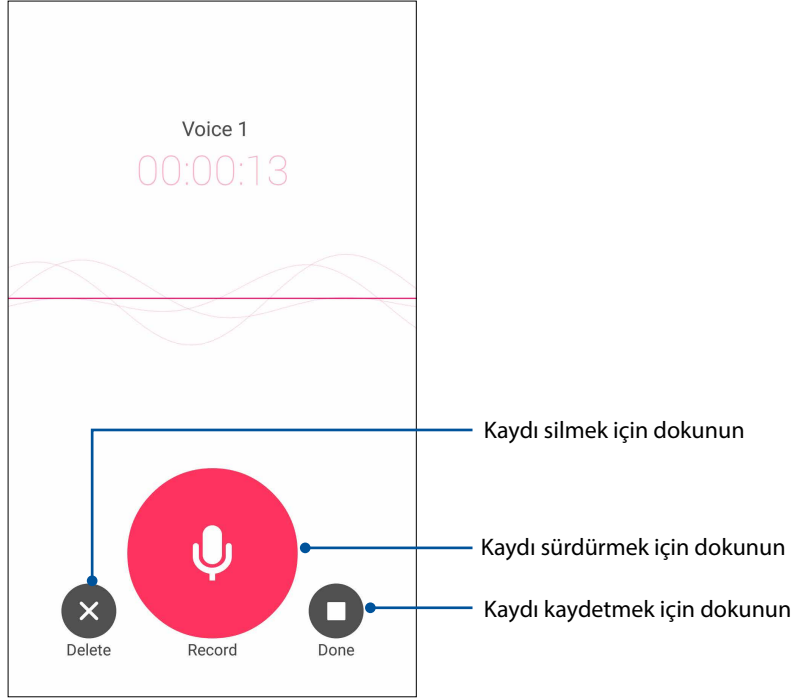 Voice 1
00:00:13
Kaydı silmek için dokunun
Kaydı sürdürmek için dokunun
Kaydı kaydetmek için dokunun
Delete
Record
Done